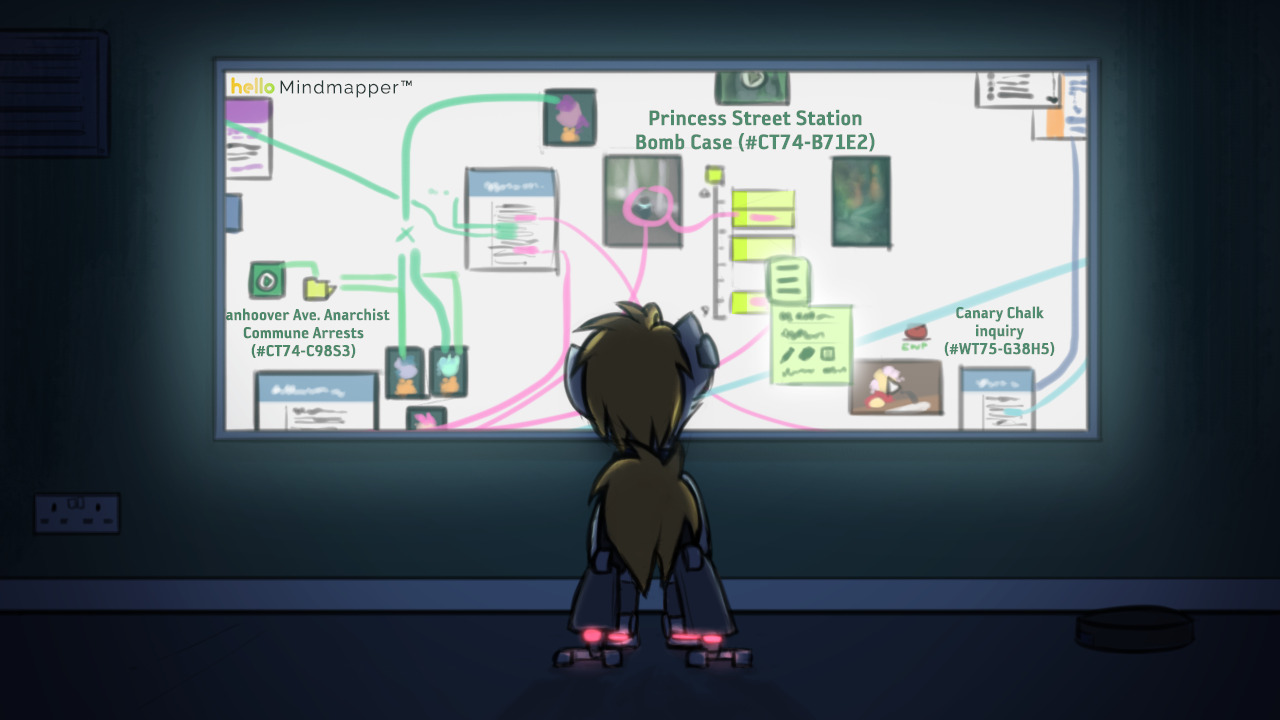 hello Mindmapper™
Princess Street Station
Bomb Case (#CT74-B71E2)
anhoover Ave. Anarchist
Commune Arrests
(#CT74-C98S3)
Canary Chalk
inquiry
(#WT75-G38H5)